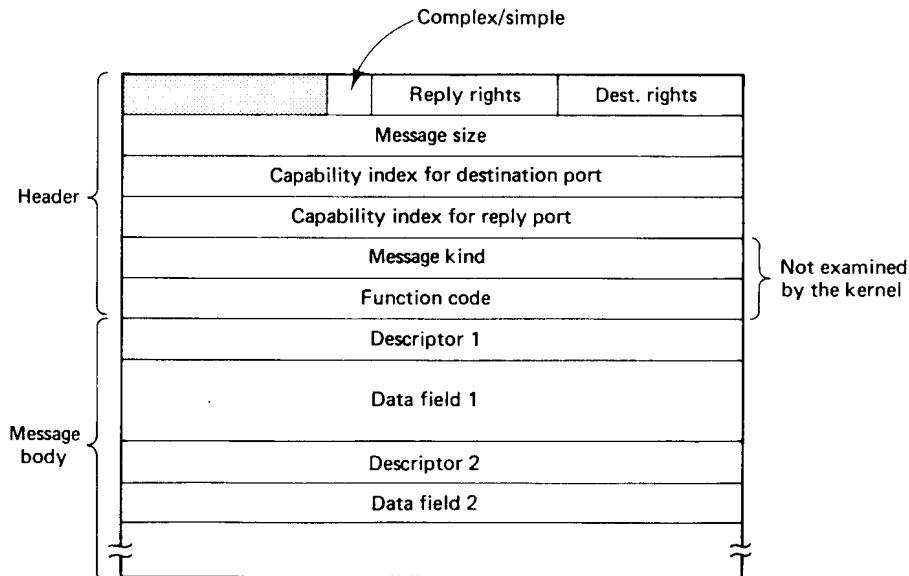 Complex/simple
Reply rights
Dest. rights
Message size
Capability index for destination port
Header
Capability index for reply port
Message kind
Not examined
by the kernel
Function code
Descriptor 1
Data field 1
Message
body
Descriptor 2
Data field 2